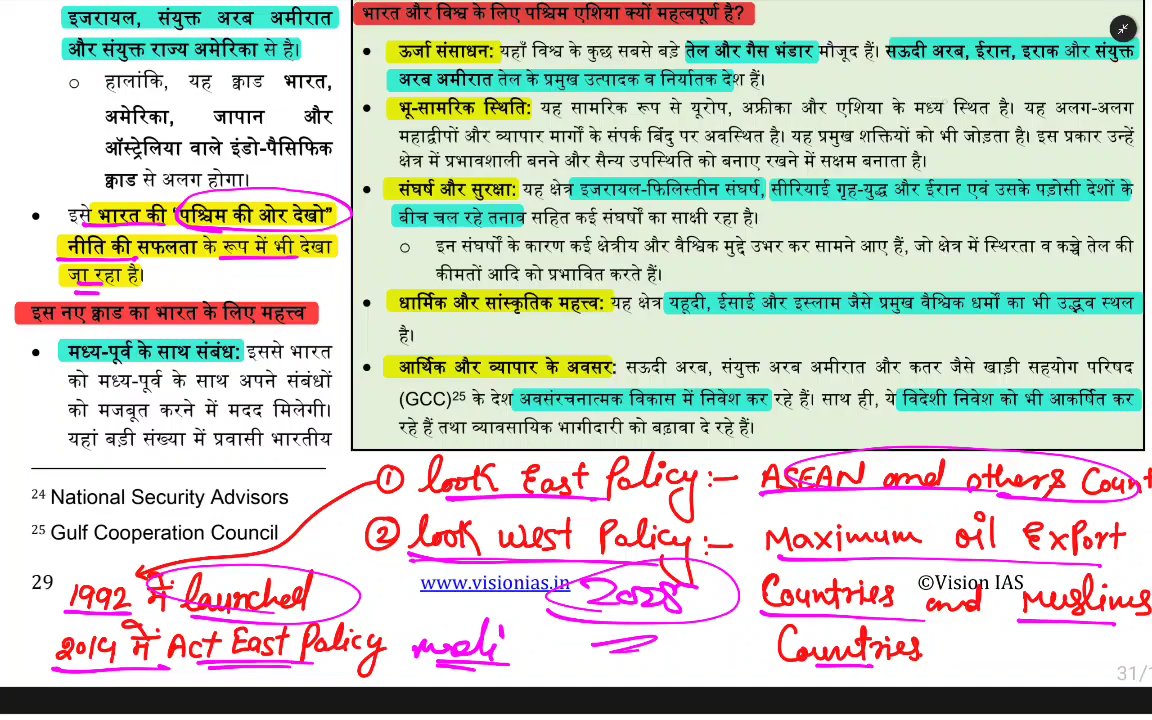 इजरायल, संयुक्त अरब अमीरात
और संयुक्त राज्य अमेरिका से है।
○ हालांकि, यह क्वाड भारत,
अमेरिका, जापान और
ऑस्ट्रेलिया वाले इंडो-पैसिफिक
क्वाड से अलग होगा।
• इसे भारत की "पश्चिम की ओर देखो"
नीति की सफलता के रूप में भी देखा
जा रहा है।
इस नए क्वाड का भारत के लिए महत्त्व
• मध्य-पूर्व के साथ संबंध: इससे भारत
को मध्य-पूर्व के साथ अपने संबंधों
को मजबूत करने में मदद मिलेगी।
यहां बड़ी संख्या में प्रवासी भारतीय
भारत और विश्व के लिए पश्चिम एशिया क्यों महत्वपूर्ण है?
• ऊर्जा संसाधन: यहाँ विश्व के कुछ सबसे बड़े तेल और गैस भंडार मौजूद हैं। सऊदी अरब, ईरान, इराक और संयुक्त
अरब अमीरात तेल के प्रमुख उत्पादक व निर्यातक देश हैं।
• भू-सामरिक स्थिति: यह सामरिक रूप से यूरोप, अफ्रीका और एशिया के मध्य स्थित है। यह अलग-अलग
महाद्वीपों और व्यापार मार्गों के संपर्क बिंदु पर अवस्थित है। यह प्रमुख शक्तियों को भी जोड़ता है। इस प्रकार उन्हें
क्षेत्र में प्रभावशाली बनने और सैन्य उपस्थिति को बनाए रखने में सक्षम बनाता है।
• संघर्ष और सुरक्षा: यह क्षेत्र इजरायल-फिलिस्तीन संघर्ष, सीरियाई गृह-युद्ध और ईरान एवं उसके पड़ोसी देशों के
बीच चल रहे तनाव सहित कई संघर्षों का साक्षी रहा है।
○ इन संघर्षों के कारण कई क्षेत्रीय और वैश्विक मुद्दे उभर कर सामने आए हैं, जो क्षेत्र में स्थिरता व कच्चे तेल की
कीमतों आदि को प्रभावित करते हैं।
• धार्मिक और सांस्कृतिक महत्त्व: यह क्षेत्र यहूदी, ईसाई और इस्लाम जैसे प्रमुख वैश्विक धर्मों का भी उद्भव स्थल
है।
• आर्थिक और व्यापार के अवसर: सऊदी अरब, संयुक्त अरब अमीरात और कतर जैसे खाड़ी सहयोग परिषद
(GCC)²⁵ के देश अवसंरचनात्मक विकास में निवेश कर रहे हैं। साथ ही, ये विदेशी निवेश को भी आकर्षित कर
रहे हैं तथा व्यावसायिक भागीदारी को बढ़ावा दे रहे हैं।
²⁴ National Security Advisors
²⁵ Gulf Cooperation Council
① look East Policy:- ASEAN and others Count
② look west Policy:- Maximum oil Export
Countries and Muslims
Countries
29 www.visionias.in ©Vision IAS
1992 में launched
2014 में Act East Policy modi
31/1